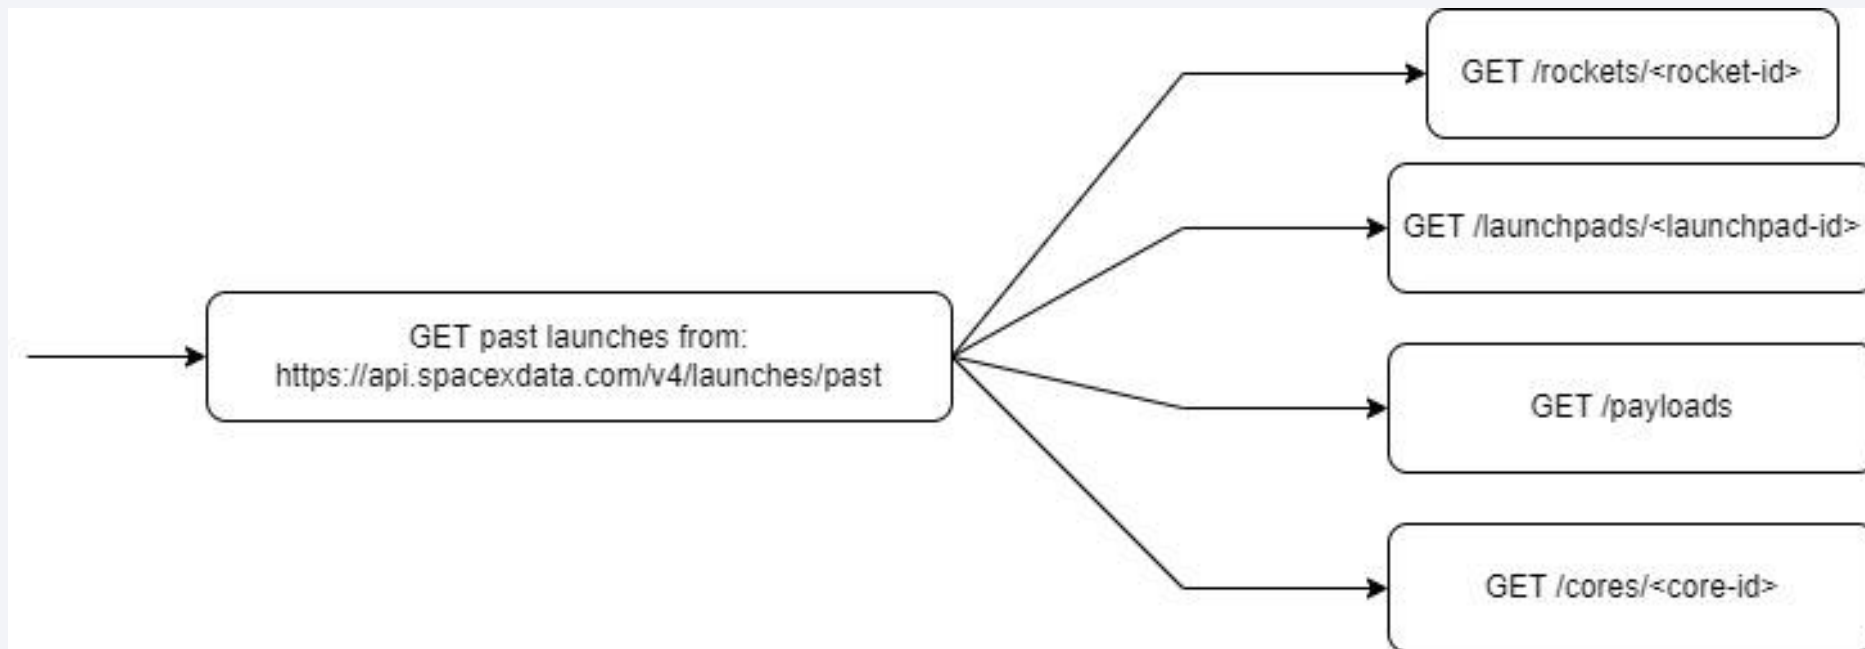 GET past launches from:
https://api.spacexdata.com/v4/launches/past
GET /rockets/<rocket-id>
GET /launchpads/<launchpad-id>
GET /payloads
GET /cores/<core-id>